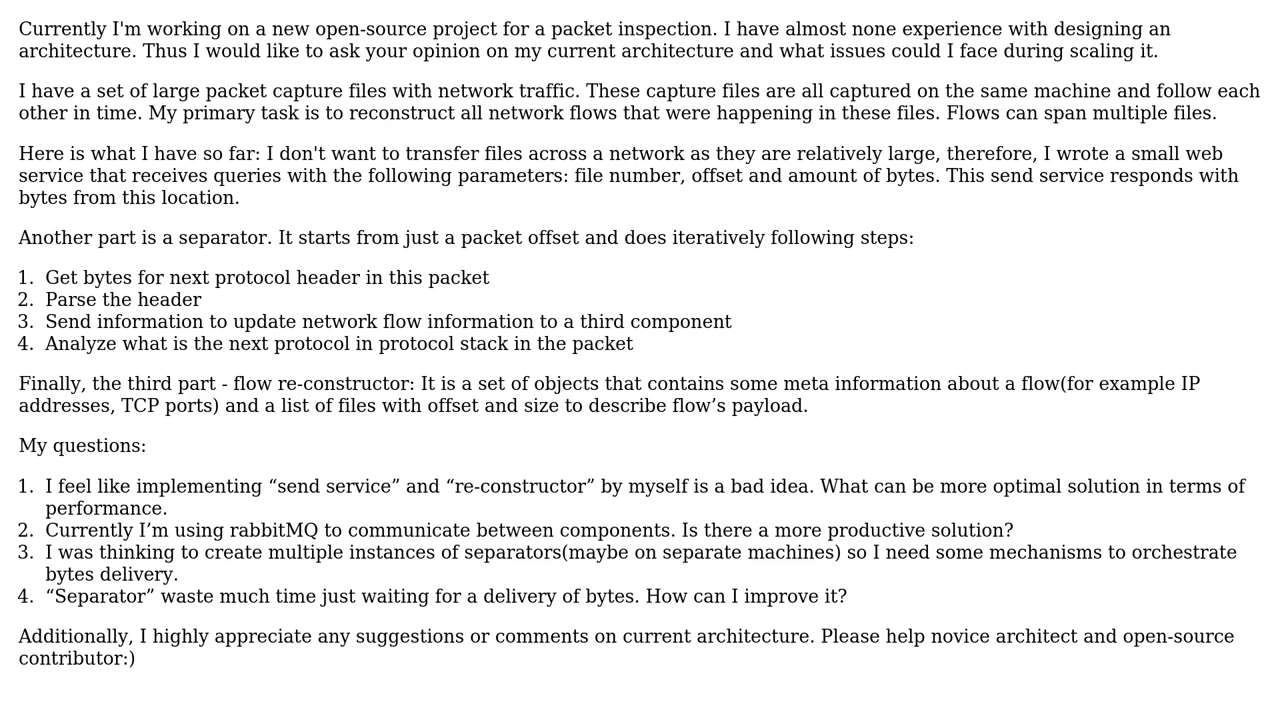 Currently I'm working on a new open-source project for a packet inspection. I have almost none experience with designing an
architecture. Thus I would like to ask your opinion on my current architecture and what issues could I face during scaling it.
I have a set of large packet capture files with network traffic. These capture files are all captured on the same machine and follow each
other in time. My primary task is to reconstruct all network flows that were happening in these files. Flows can span multiple files.
Here is what I have so far: I don't want to transfer files across a network as they are relatively large, therefore, I wrote a small web
service that receives queries with the following parameters: file number, offset and amount of bytes. This send service responds with
bytes from this location.
Another part is a separator. It starts from just a packet offset and does iteratively following steps:
1. Get bytes for next protocol header in this packet
2. Parse the header
3. Send information to update network flow information to a third component
4. Analyze what is the next protocol in protocol stack in the packet
Finally, the third part - flow re-constructor: It is a set of objects that contains some meta information about a flow(for example IP
addresses, TCP ports) and a list of files with offset and size to describe flow’s payload.
My questions:
1. I feel like implementing “send service” and “re-constructor” by myself is a bad idea. What can be more optimal solution in terms of
performance.
2. Currently I’m using rabbitMQ to communicate between components. Is there a more productive solution?
3. I was thinking to create multiple instances of separators(maybe on separate machines) so I need some mechanisms to orchestrate
bytes delivery.
4. “Separator” waste much time just waiting for a delivery of bytes. How can I improve it?
Additionally, I highly appreciate any suggestions or comments on current architecture. Please help novice architect and open-source
contributor:)